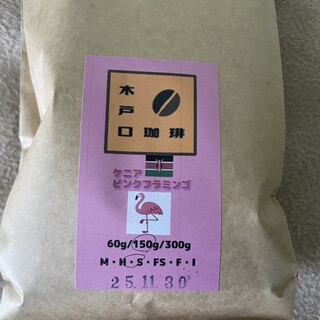 木戸口珈琲
ケニア
ピンクフラミンゴ
60g/150g/300g
M・H・S・FS・F・I
25.11.30